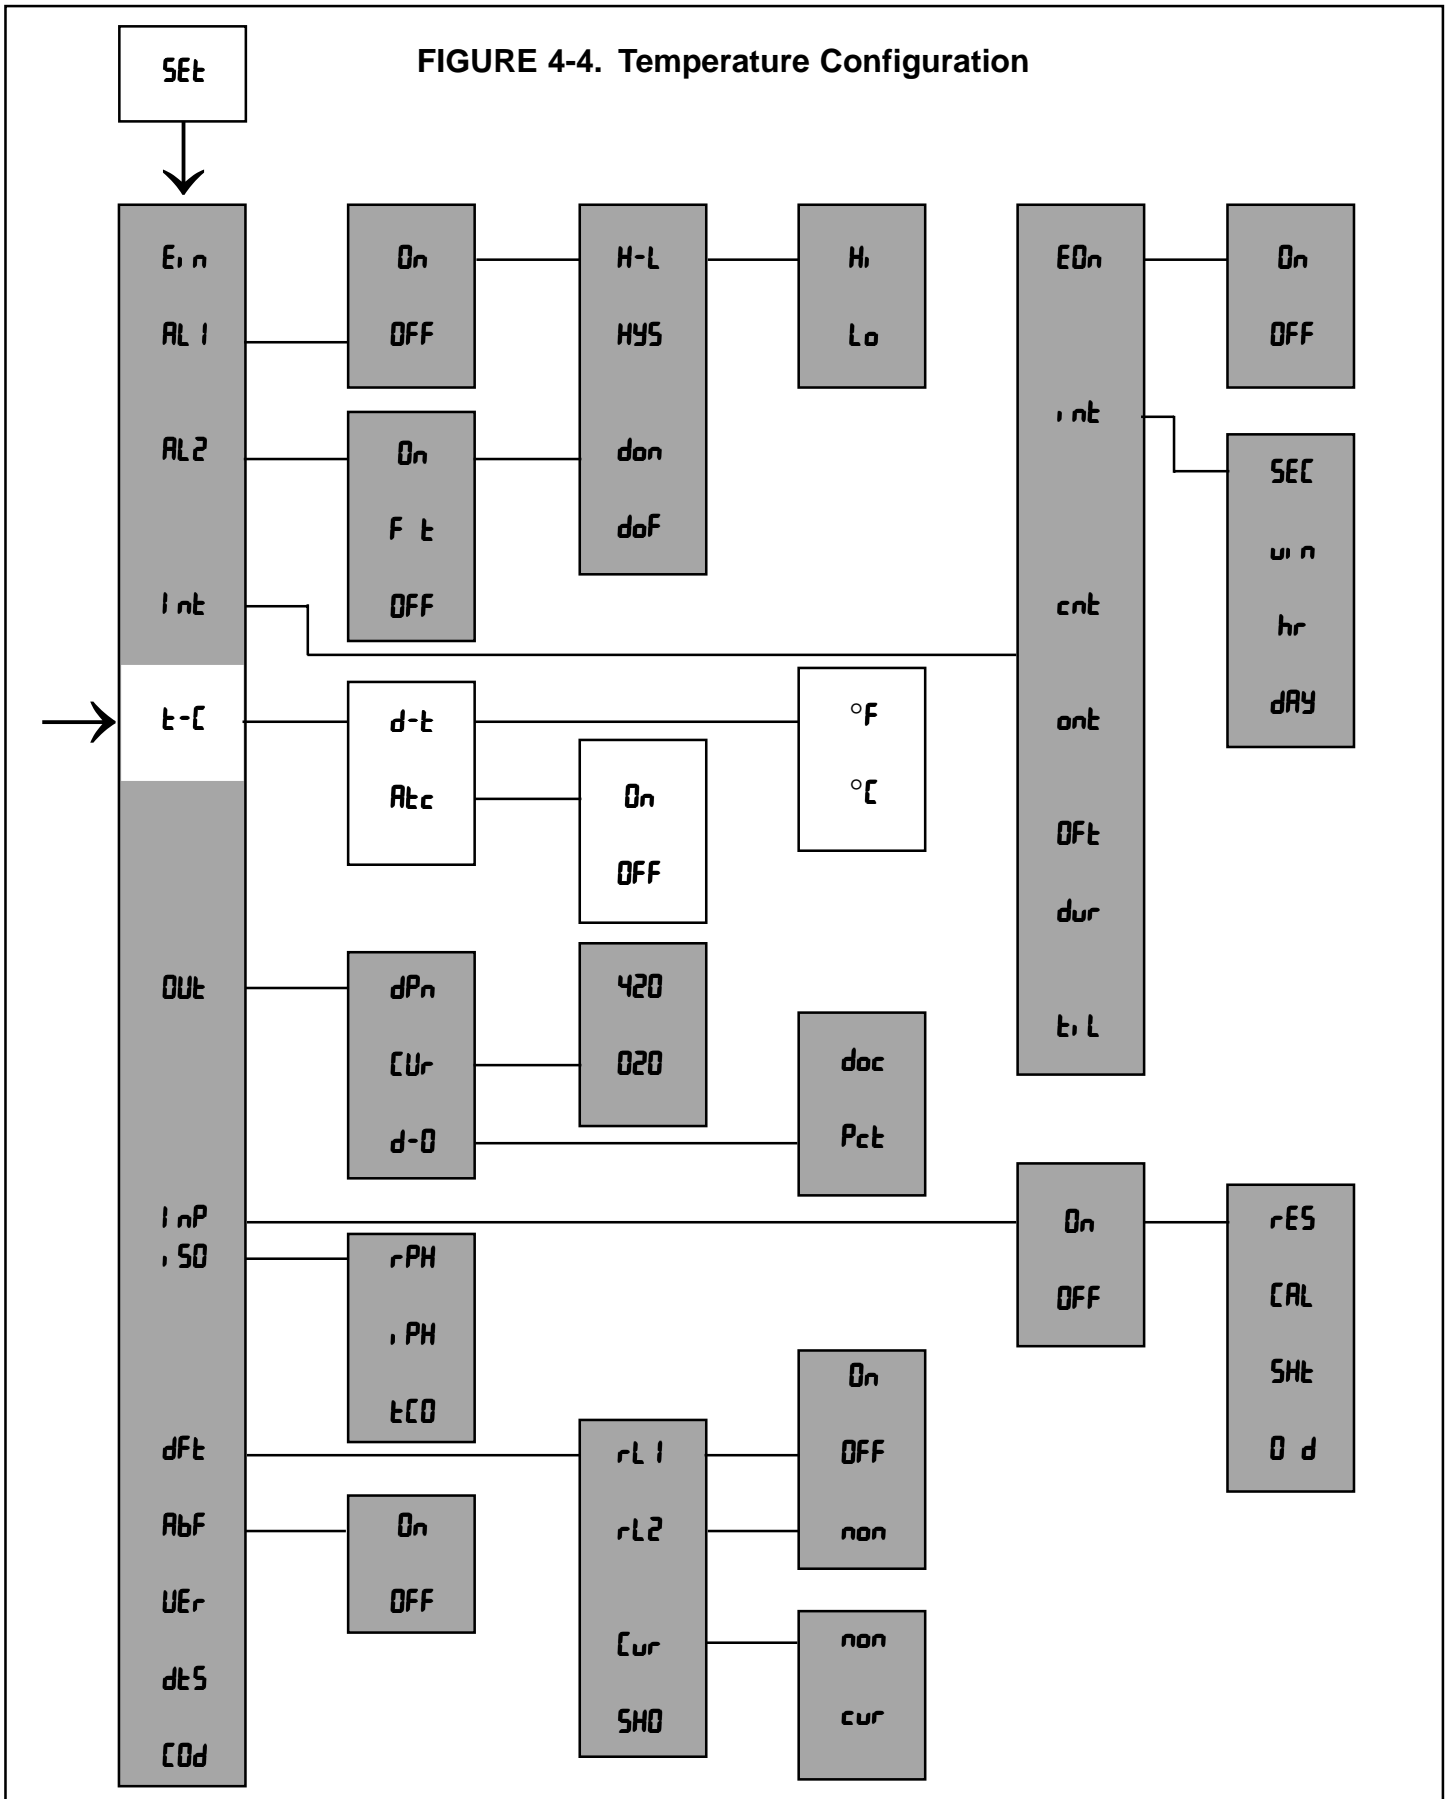 FIGURE 4-4. Temperature Configuration
SEt
Ein
AL1
AL2
Int
t-C
OUt
InP
iSO
dFt
AbF
UEr
dtS
COd
On
OFF
On
F t
OFF
d-t
Atc
dPn
CUr
d-O
rPH
iPH
tCO
On
OFF
H-L
HYS
don
doF
On
OFF
420
020
rL1
rL2
Cur
SHO
Hi
Lo
°F
°C
doc
Pct
On
OFF
non
non
cur
EOn
int
cnt
ont
OFt
dur
tiL
On
OFF
On
OFF
SEC
uin
hr
dAY
rES
CAL
SHt
O d